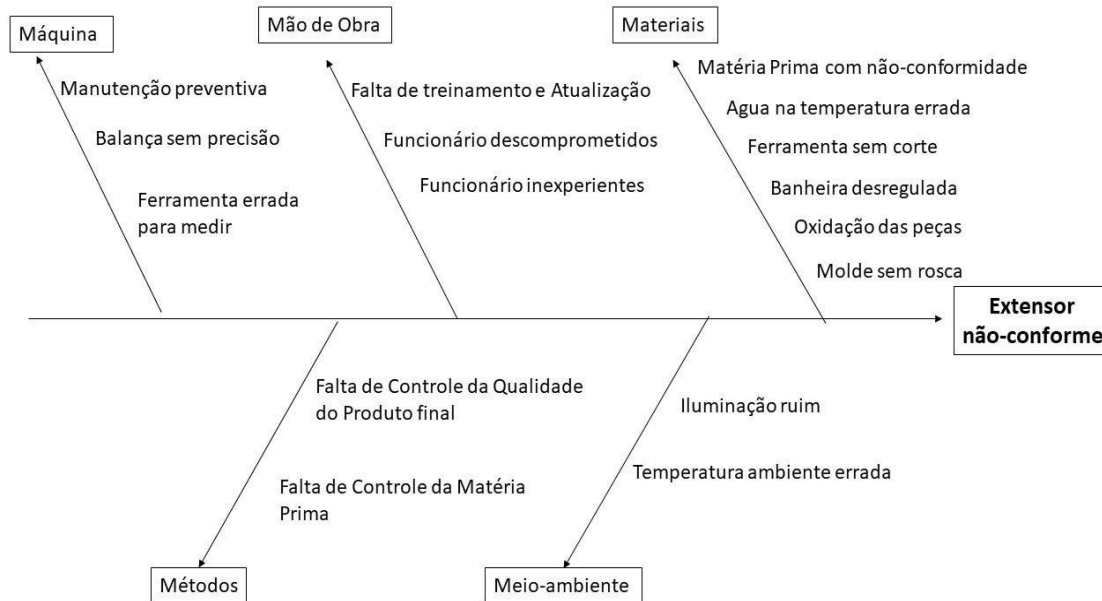 Máquina
Mão de Obra
Materiais
Manutenção preventiva
Balança sem precisão
Ferramenta errada
para medir
Falta de treinamento e Atualização
Funcionário descomprometidos
Funcionário inexperientes
Matéria Prima com não-conformidade
Agua na temperatura errada
Ferramenta sem corte
Banheira desregulada
Oxidação das peças
Molde sem rosca
Extensor
não-conforme
Falta de Controle da Qualidade
do Produto final
Falta de Controle da Matéria
Prima
Iluminação ruim
Temperatura ambiente errada
Métodos
Meio-ambiente